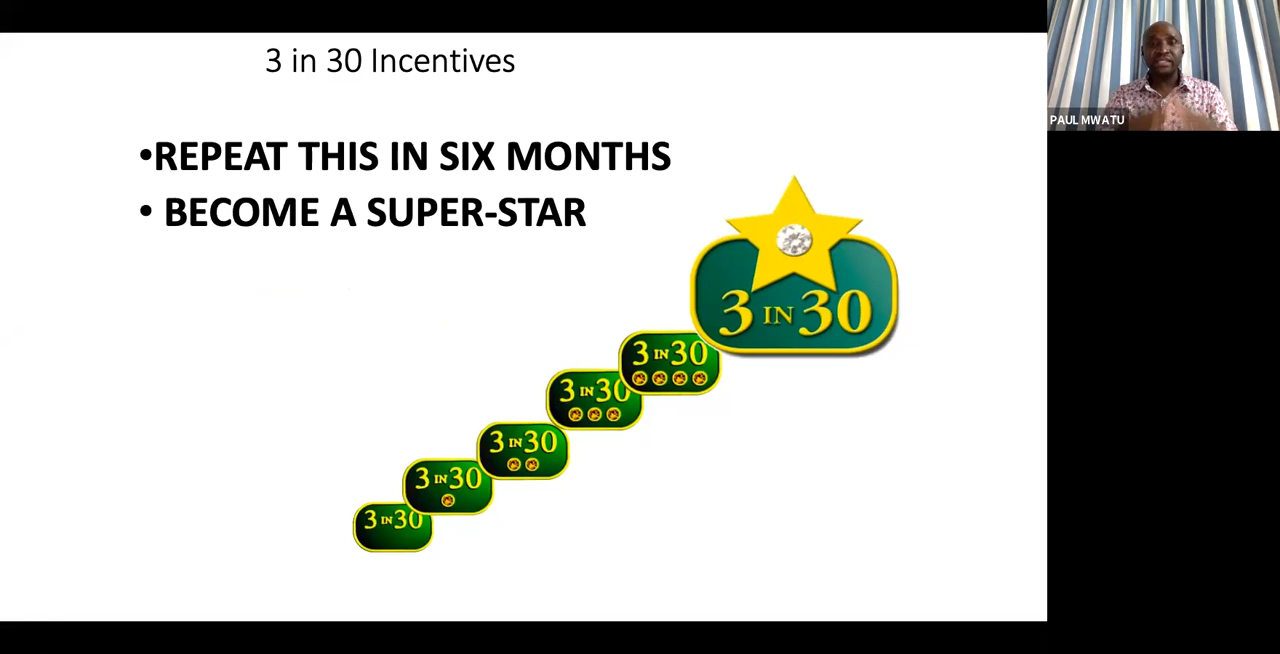 3 in 30 Incentives
PAUL MWATU
•REPEAT THIS IN SIX MONTHS
• BECOME A SUPER-STAR
3 IN 30
3 IN 30
3 IN 30
3 IN 30
3 IN 30
3 IN 30